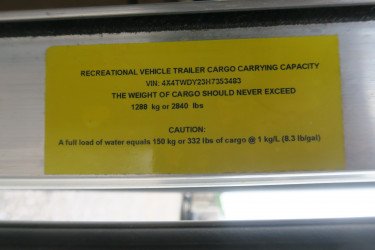 RECREATIONAL VEHICLE TRAILER CARGO CARRYING CAPACITY
VIN: 4X4TWDY23H7353483
THE WEIGHT OF CARGO SHOULD NEVER EXCEED
1288 kg or 2840 lbs
CAUTION:
A full load of water equals 150 kg or 332 lbs of cargo @ 1 kg/L (8.3 lb/gal)